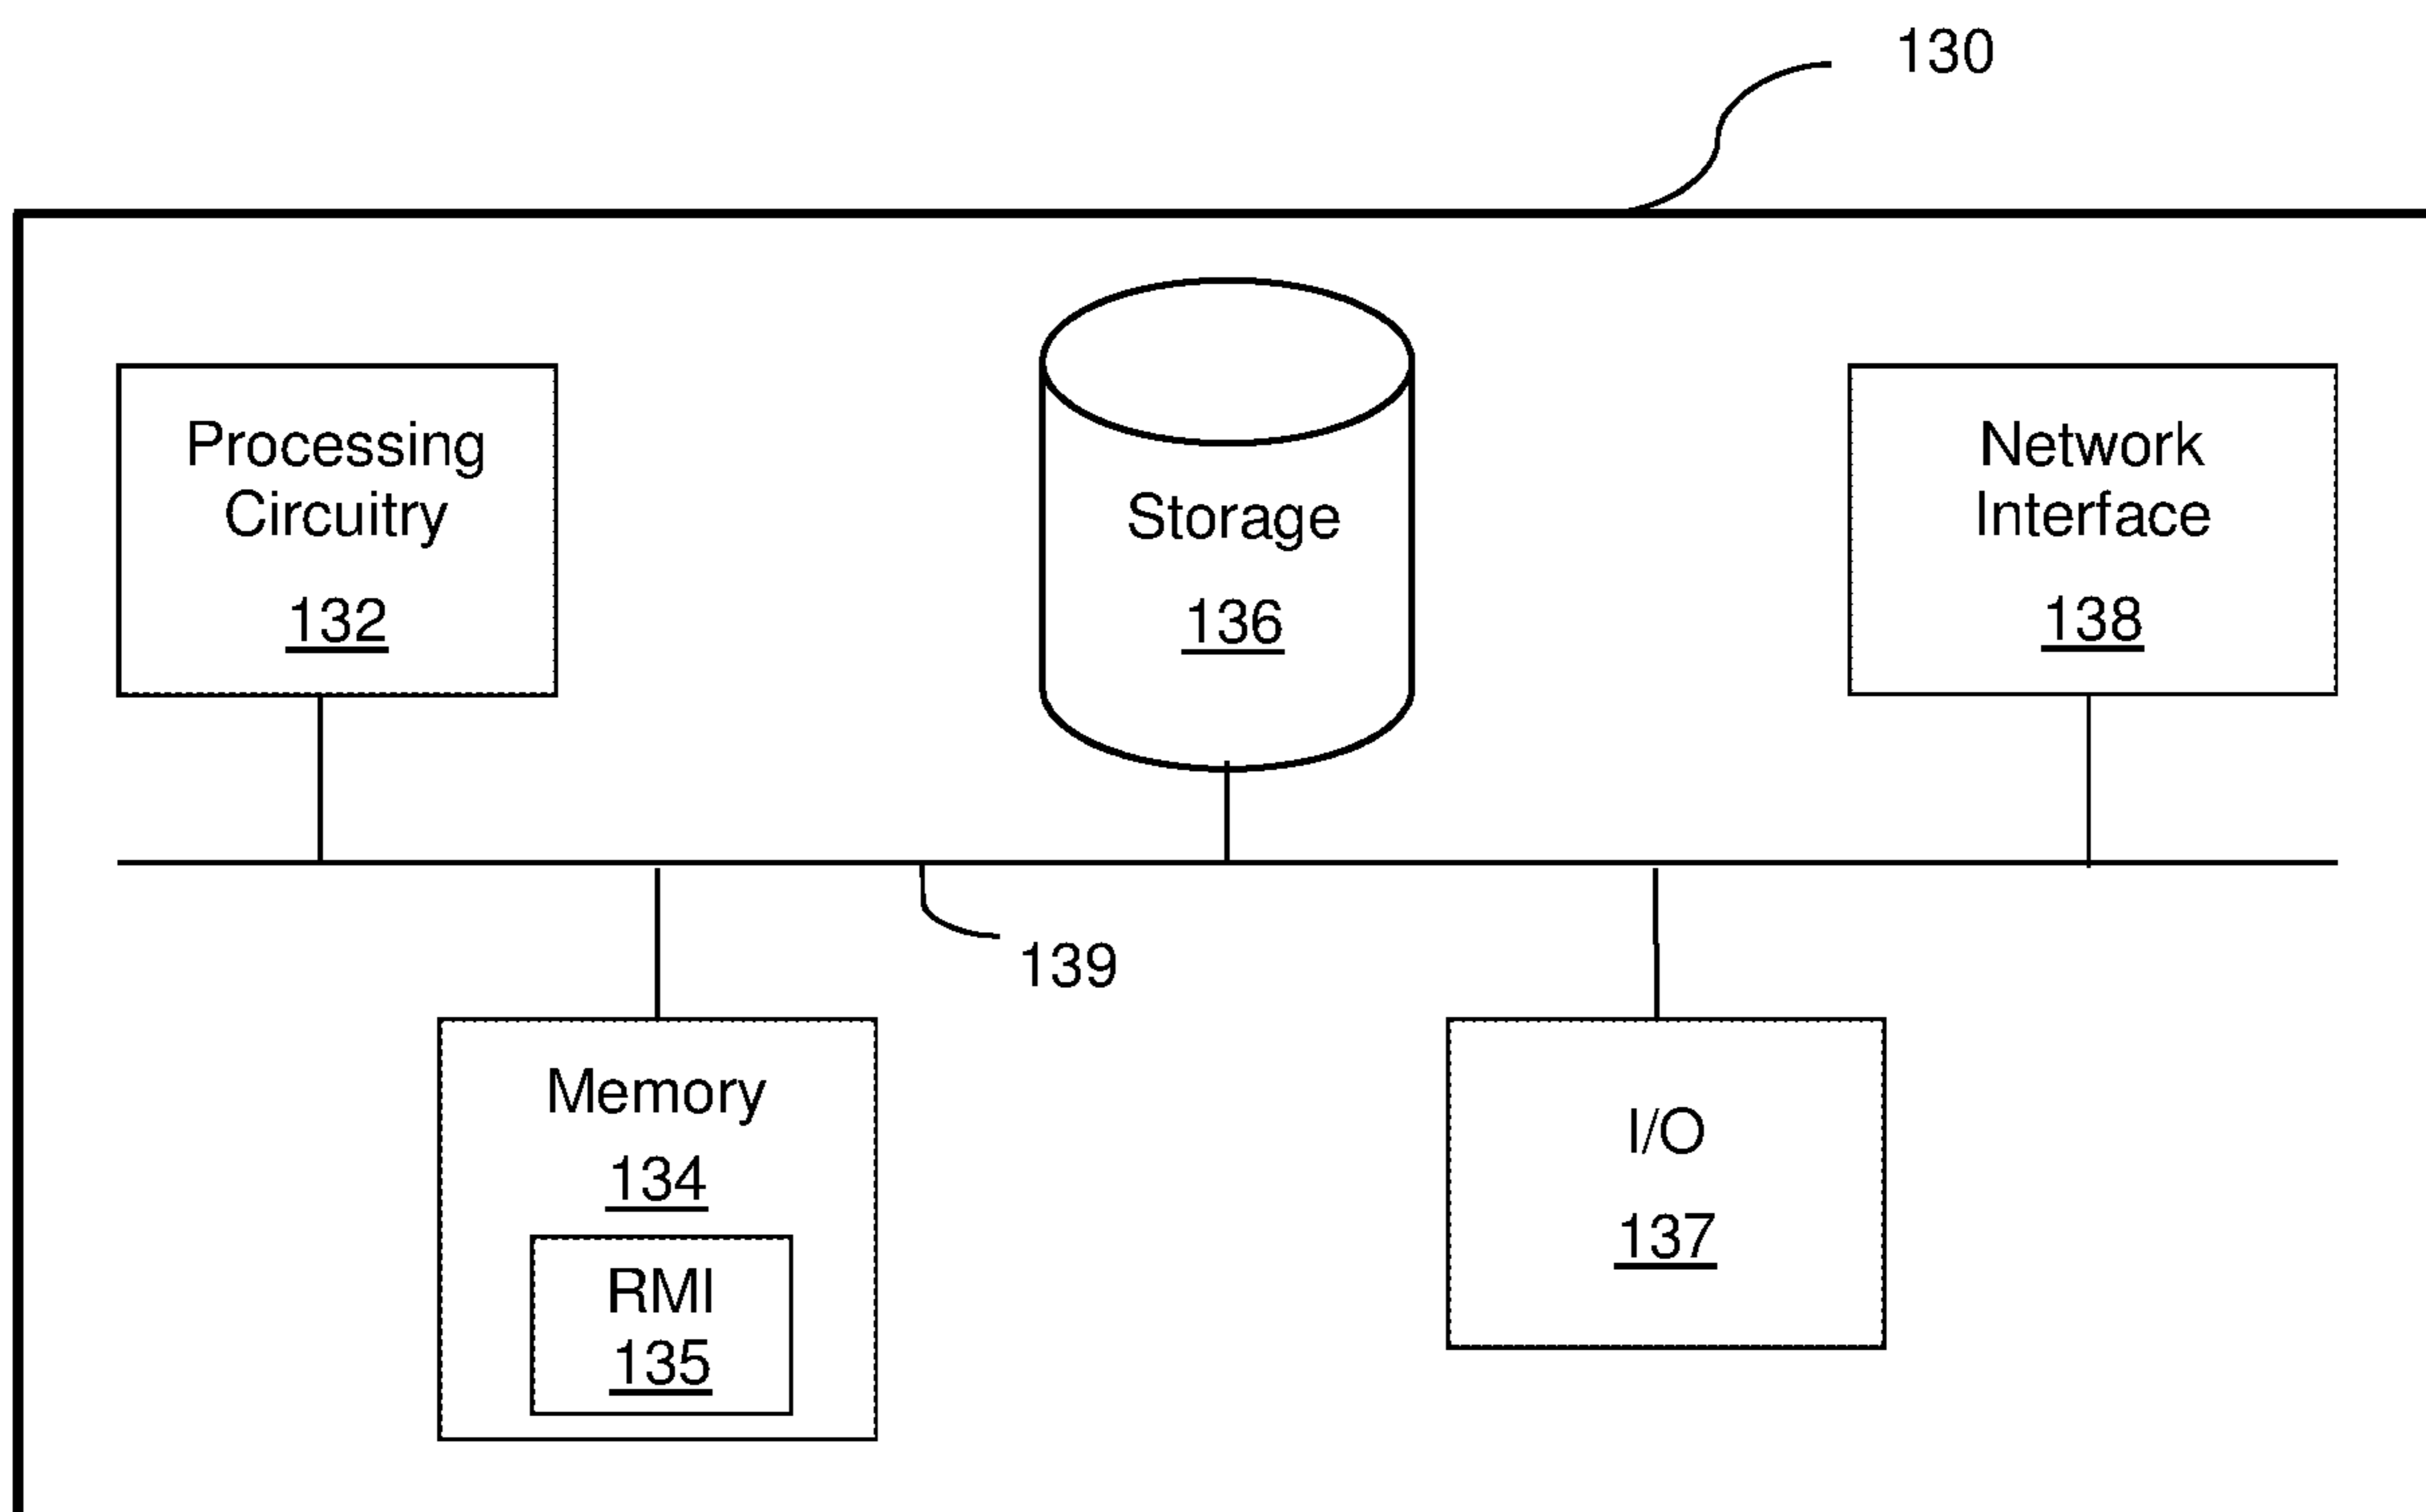 130
Processing
Circuitry
132
Storage
136
Network
Interface
138
139
Memory
134
RMI
135
I/O
137